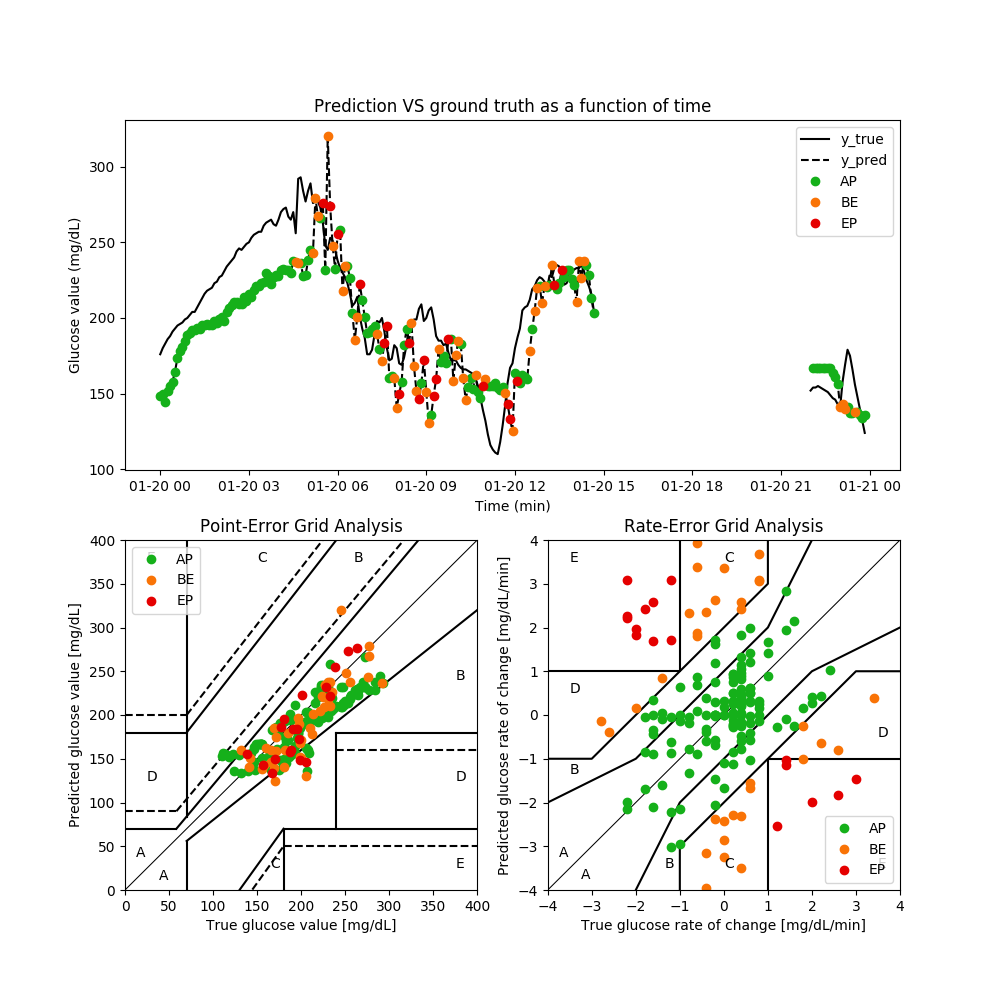 Prediction VS ground truth as a function of time
Glucose value (mg/dL)
300
250
200
150
100
y_true
y_pred
AP
BE
EP
01-20 00 01-20 03 01-20 06 01-20 09 01-20 12 01-20 15 01-20 18 01-20 21 01-21 00
Time (min)
Point-Error Grid Analysis
Predicted glucose value [mg/dL]
400
350
300
250
200
150
100
50
0
AP
BE
EP
C
B
B
D
D
A
A
C
E
0 50 100 150 200 250 300 350 400
True glucose value [mg/dL]
Rate-Error Grid Analysis
Predicted glucose rate of change [mg/dL/min]
4
3
2
1
0
−1
−2
−3
−4
E
C
D
D
B
A
A
B
C
AP
BE
EP
−4 −3 −2 −1 0 1 2 3 4
True glucose rate of change [mg/dL/min]